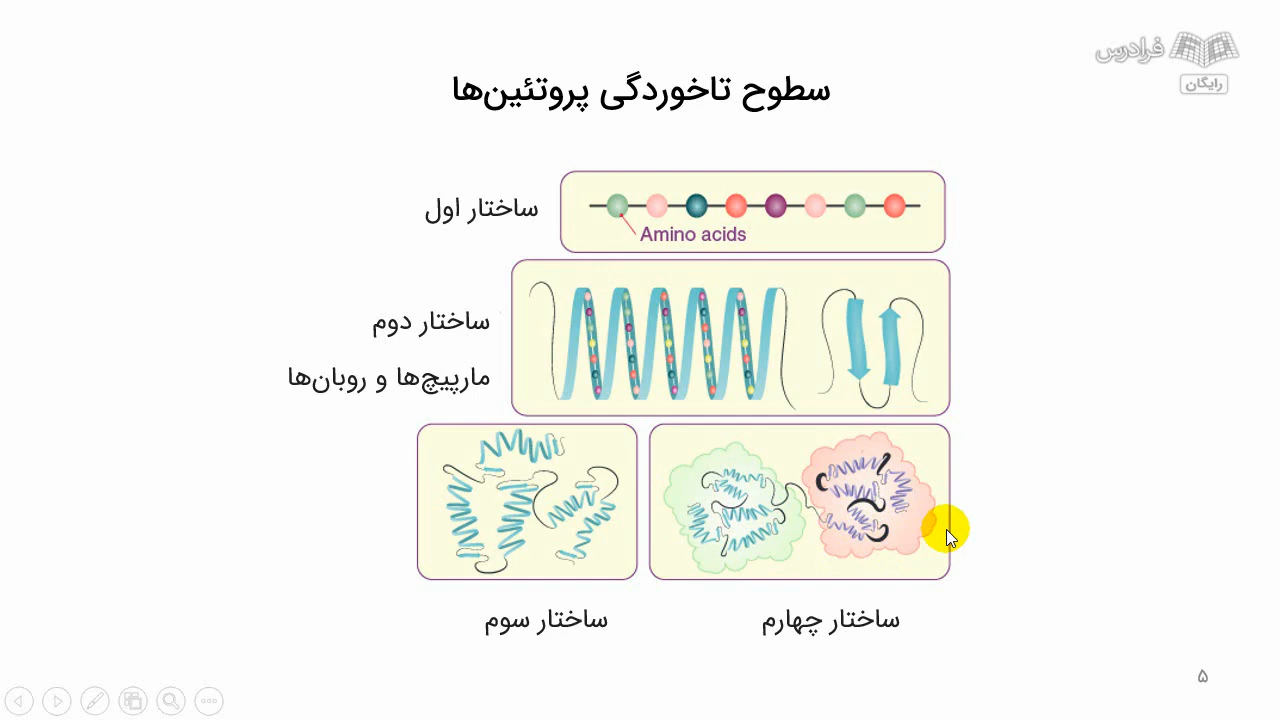 فرادرس
رایگان
سطوح تاخوردگی پروتئین‌ها
ساختار اول
Amino acids
ساختار دوم
مارپیچ‌ها و روبان‌ها
ساختار سوم
ساختار چهارم
۵